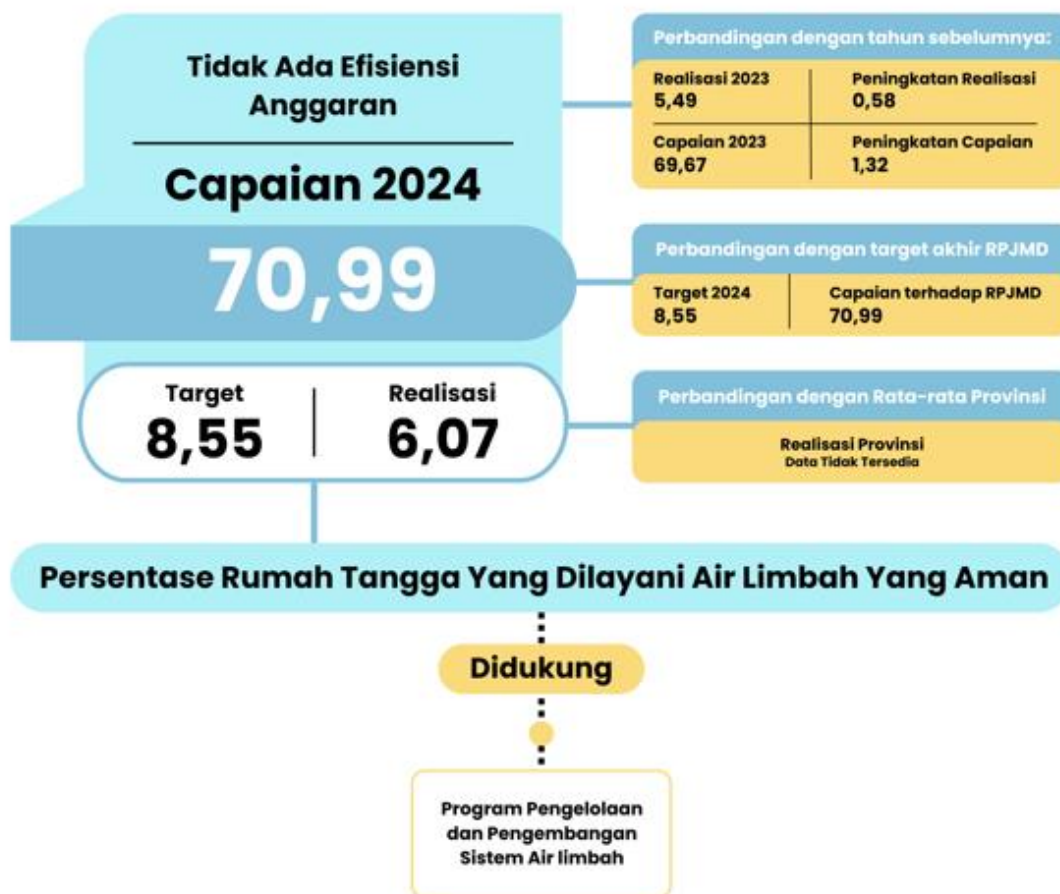 Tidak Ada Efisiensi
Anggaran
Capaian 2024
70,99
Target
8,55
Realisasi
6,07
Perbandingan dengan tahun sebelumnya:
Realisasi 2023
5,49
Peningkatan Realisasi
0,58
Capaian 2023
69,67
Peningkatan Capaian
1,32
Perbandingan dengan target akhir RPJMD
Target 2024
8,55
Capaian terhadap RPJMD
70,99
Perbandingan dengan Rata-rata Provinsi
Realisasi Provinsi
Data Tidak Tersedia
Persentase Rumah Tangga Yang Dilayani Air Limbah Yang Aman
Didukung
Program Pengelolaan
dan Pengembangan
Sistem Air limbah